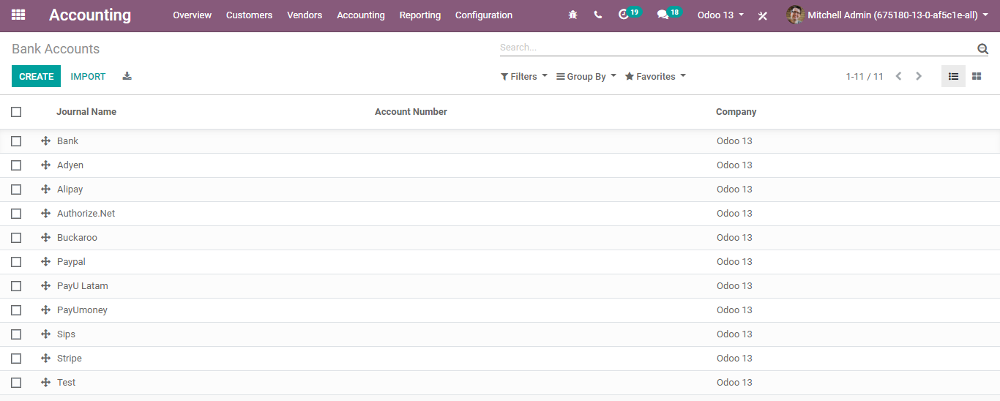 Accounting Overview Customers Vendors Accounting Reporting Configuration 19 18 Odoo 13 Mitchell Admin (675180-13-0-af5c1e-all)
Bank Accounts Search...
CREATE IMPORT Filters Group By Favorites 1-11 / 11
Journal Name Account Number Company
Bank Odoo 13
Adyen Odoo 13
Alipay Odoo 13
Authorize.Net Odoo 13
Buckaroo Odoo 13
Paypal Odoo 13
PayU Latam Odoo 13
PayUmoney Odoo 13
Sips Odoo 13
Stripe Odoo 13
Test Odoo 13